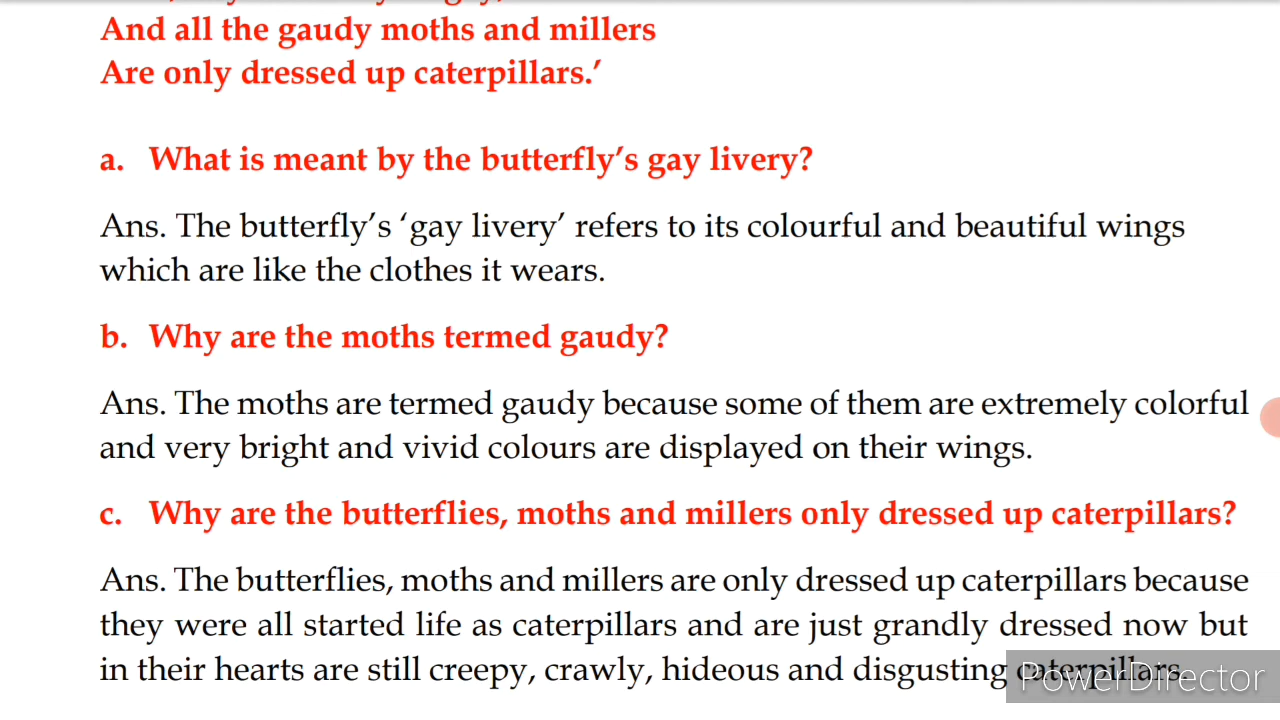 And all the gaudy moths and millers
Are only dressed up caterpillars.’
a. What is meant by the butterfly’s gay livery?
Ans. The butterfly’s ‘gay livery’ refers to its colourful and beautiful wings
which are like the clothes it wears.
b. Why are the moths termed gaudy?
Ans. The moths are termed gaudy because some of them are extremely colorful
and very bright and vivid colours are displayed on their wings.
c. Why are the butterflies, moths and millers only dressed up caterpillars?
Ans. The butterflies, moths and millers are only dressed up caterpillars because
they were all started life as caterpillars and are just grandly dressed now but
in their hearts are still creepy, crawly, hideous and disgusting caterpillars.
PowerDirector